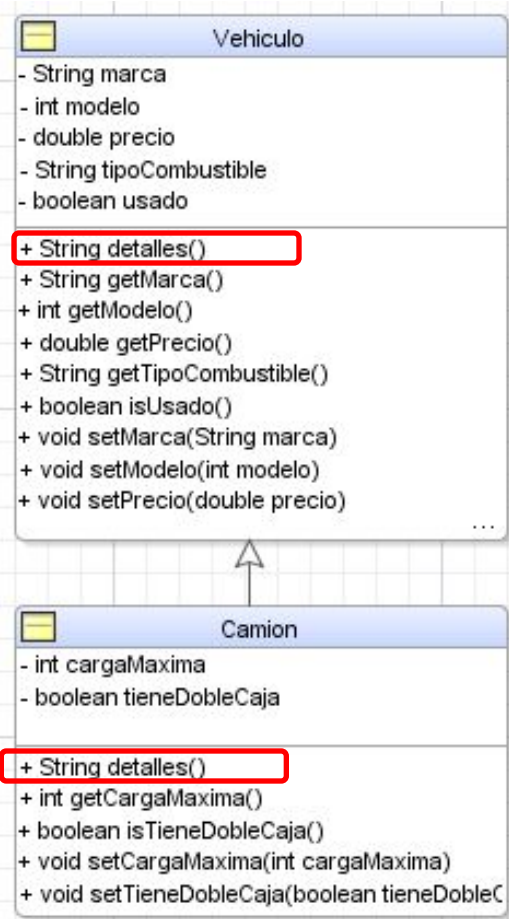 Vehiculo
- String marca
- int modelo
- double precio
- String tipoCombustible
- boolean usado
+ String detalles()
+ String getMarca()
+ int getModelo()
+ double getPrecio()
+ String getTipoCombustible()
+ boolean isUsado()
+ void setMarca(String marca)
+ void setModelo(int modelo)
+ void setPrecio(double precio)
...
Camion
- int cargaMaxima
- boolean tieneDobleCaja
+ String detalles()
+ int getCargaMaxima()
+ boolean isTieneDobleCaja()
+ void setCargaMaxima(int cargaMaxima)
+ void setTieneDobleCaja(boolean tieneDobleC